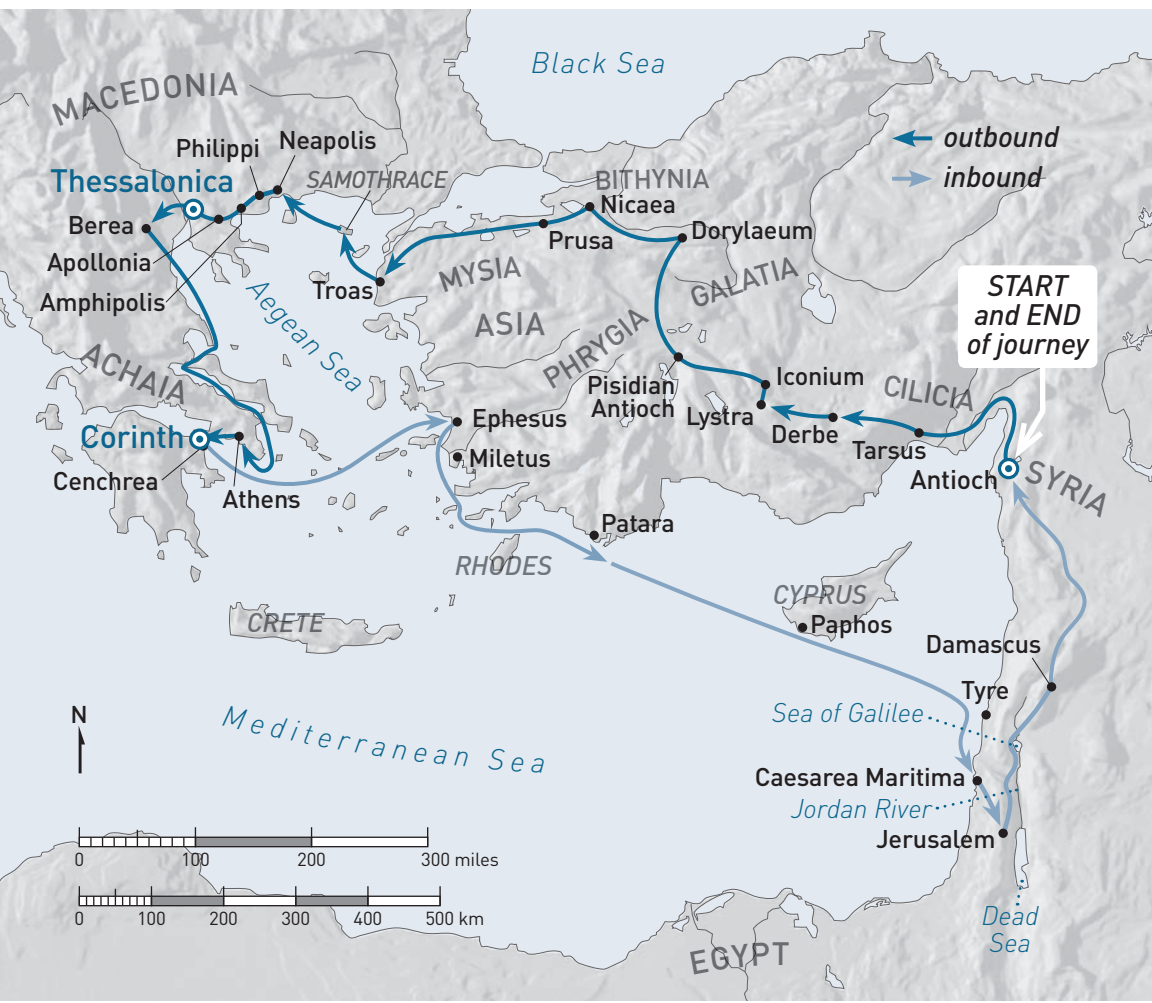 Black Sea
MACEDONIA
outbound
Philippi
Neapolis
inbound
Thessalonica
SAMOTHRACE
BITHYNIA
Nicaea
Berea
Prusa
Dorylaeum
Apollonia
MYSIA
GALATIA
START
and END
of journey
Amphipolis
Troas
Aegean Sea
ASIA
PHRYGIA
ACHAIA
Pisidian
Antioch
Iconium
CILICIA
Lystra
Derbe
Tarsus
Corinth
Ephesus
Miletus
Cenchrea
Athens
Antioch
SYRIA
Patara
RHODES
CYPRUS
CRETE
Paphos
Damascus
Tyre
N
Sea of Galilee
Mediterranean Sea
Caesarea Maritima
Jordan River
Jerusalem
0 100 200 300 miles
0 100 200 300 400 500 km
Dead
Sea
EGYPT